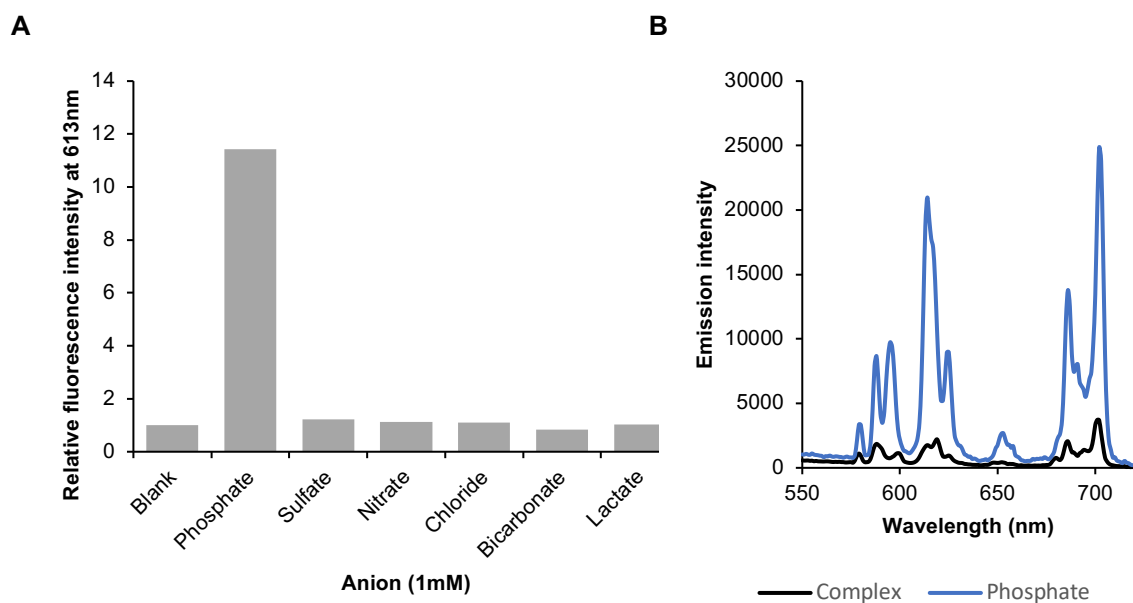 A
Relative fluorescence intensity at 613nm
14
12
10
8
6
4
2
0
Blank
Phosphate
Sulfate
Nitrate
Chloride
Bicarbonate
Lactate
Anion (1mM)
B
Emission intensity
30000
25000
20000
15000
10000
5000
0
550 600 650 700
Wavelength (nm)
Complex Phosphate